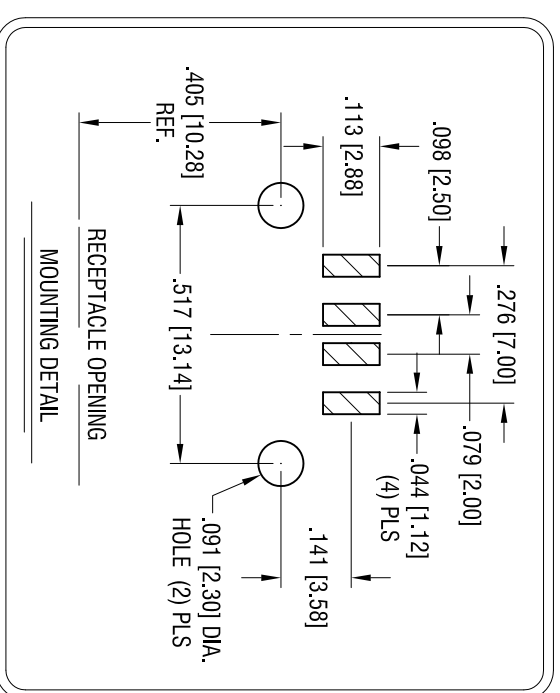 .098 [2.50]
.276 [7.00]
.113 [2.88]
.079 [2.00]
.044 [1.12]
(4) PLS
.405 [10.28]
REF.
.141 [3.58]
.517 [13.14]
.091 [2.30] DIA.
HOLE (2) PLS
RECEPTACLE OPENING
MOUNTING DETAIL